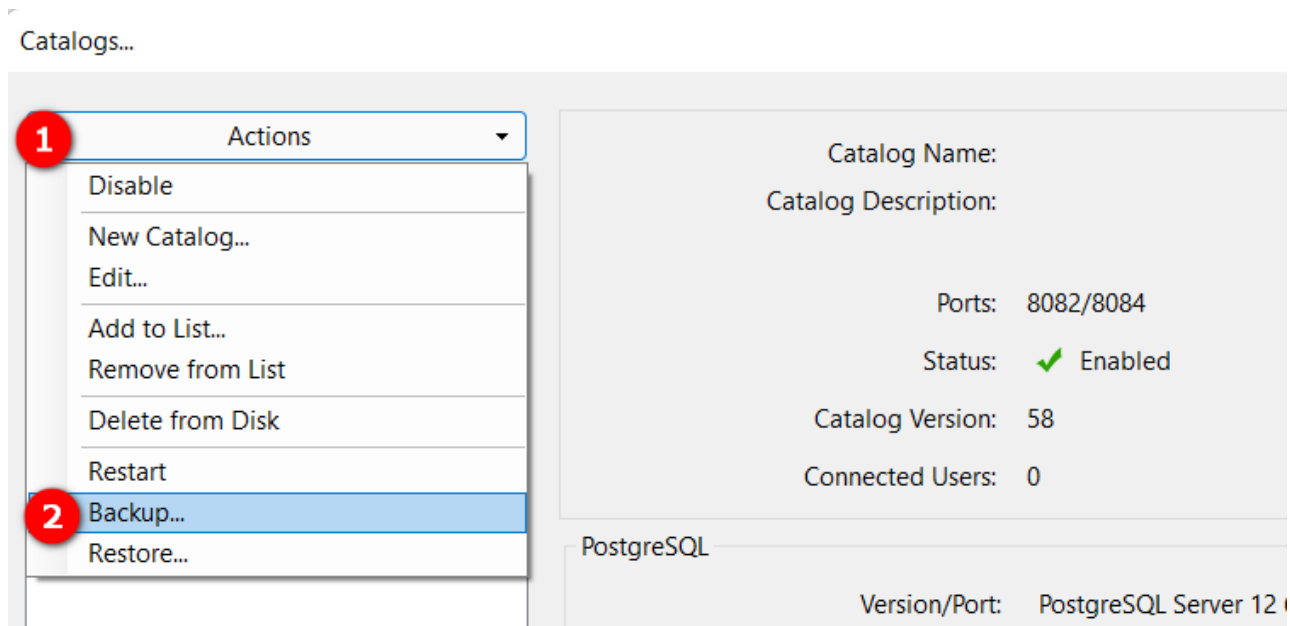 Catalogs...
1 Actions
Disable
New Catalog...
Edit...
Add to List...
Remove from List
Delete from Disk
Restart
2 Backup...
Restore...
Catalog Name:
Catalog Description:
Ports: 8082/8084
Status: Enabled
Catalog Version: 58
Connected Users: 0
PostgreSQL
Version/Port: PostgreSQL Server 12